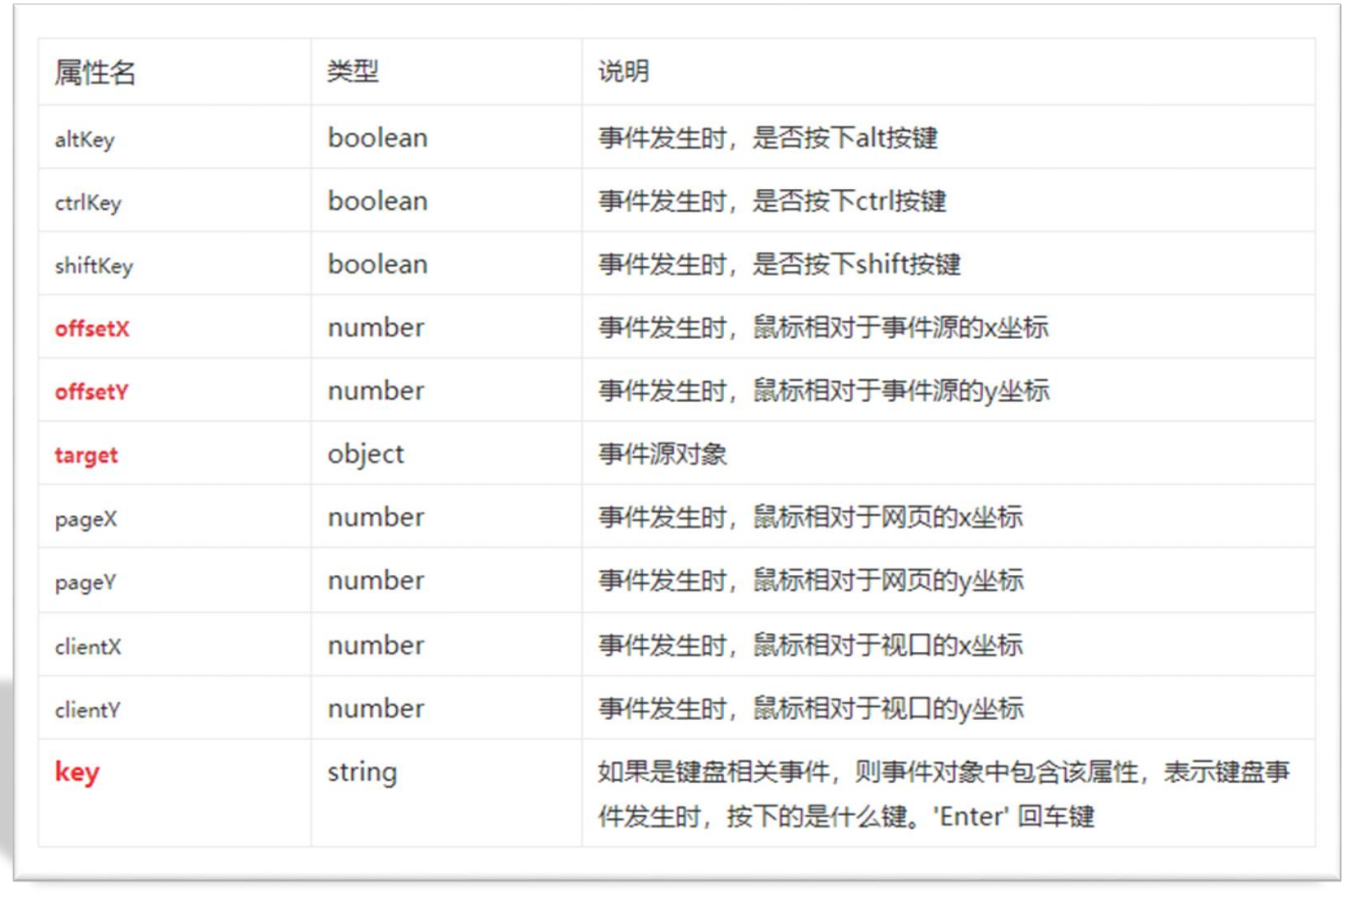 属性名 类型 说明
altKey boolean 事件发生时，是否按下alt按键
ctrlKey boolean 事件发生时，是否按下ctrl按键
shiftKey boolean 事件发生时，是否按下shift按键
offsetX number 事件发生时，鼠标相对于事件源的x坐标
offsetY number 事件发生时，鼠标相对于事件源的y坐标
target object 事件源对象
pageX number 事件发生时，鼠标相对于网页的x坐标
pageY number 事件发生时，鼠标相对于网页的y坐标
clientX number 事件发生时，鼠标相对于视口的x坐标
clientY number 事件发生时，鼠标相对于视口的y坐标
key string 如果是键盘相关事件，则事件对象中包含该属性，表示键盘事
件发生时，按下的是什么键。'Enter' 回车键